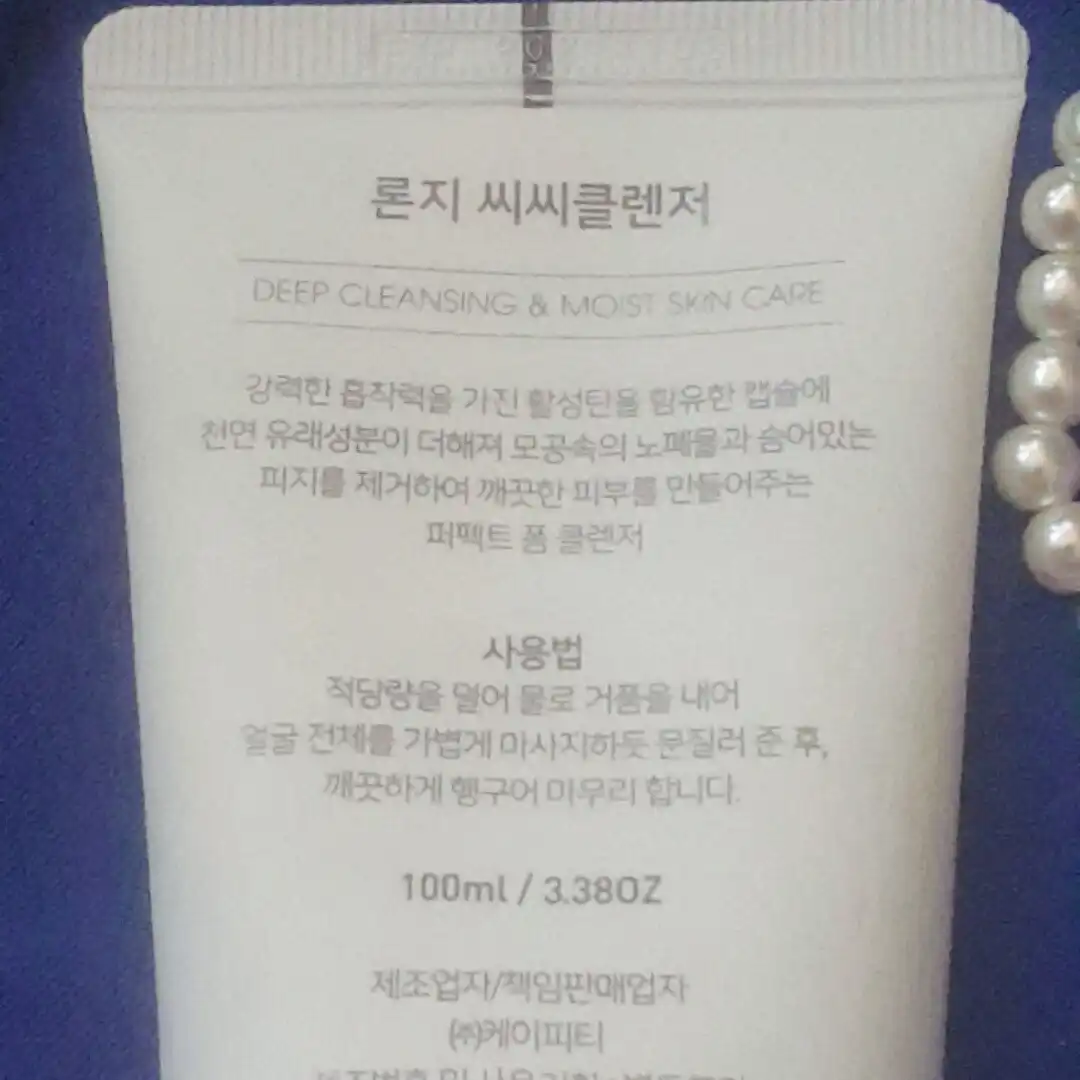 론지 씨씨클렌저
DEEP CLEANSING & MOIST SKIN CARE
강력한 흡착력을 가진 활성탄을 함유한 캡슐에
천연 유래성분이 더해져 모공속의 노폐물과 숨어있는
피지를 제거하여 깨끗한 피부를 만들어주는
퍼펙트 폼 클렌저
사용법
적당량을 덜어 물로 거품을 내어
얼굴 전체를 가볍게 마사지하듯 문질러 준 후,
깨끗하게 헹구어 마무리 합니다.
100ml / 3.38OZ
제조업자/책임판매업자
㈜케이피티